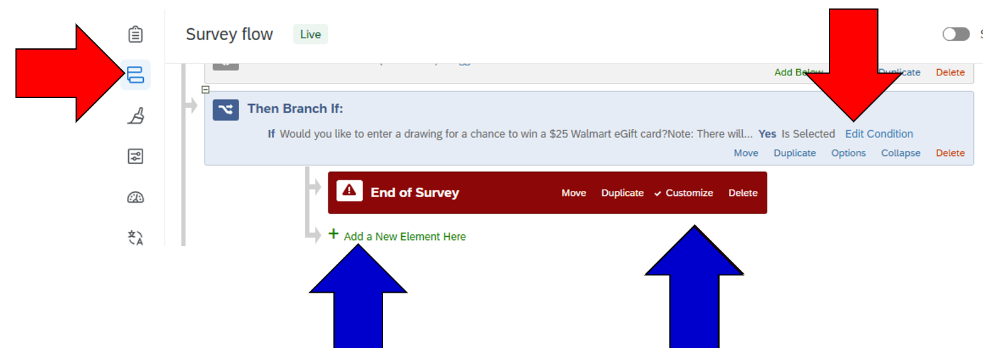 Survey flow Live
Add Below Duplicate Delete
Then Branch If:
If Would you like to enter a drawing for a chance to win a $25 Walmart eGift card?Note: There will... Yes Is Selected Edit Condition
Move Duplicate Options Collapse Delete
End of Survey Move Duplicate Customize Delete
+ Add a New Element Here